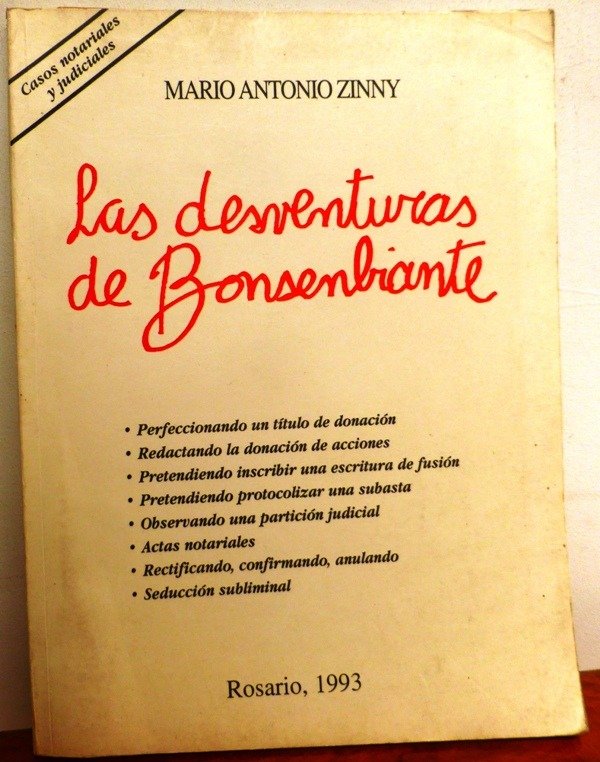 Casos notariales
y judiciales
MARIO ANTONIO ZINNY
Las desventuras
de Bonsenbiante
• Perfeccionando un título de donación
• Redactando la donación de acciones
• Pretendiendo inscribir una escritura de fusión
• Pretendiendo protocolizar una subasta
• Observando una partición judicial
• Actas notariales
• Rectificando, confirmando, anulando
• Seducción subliminal
Rosario, 1993